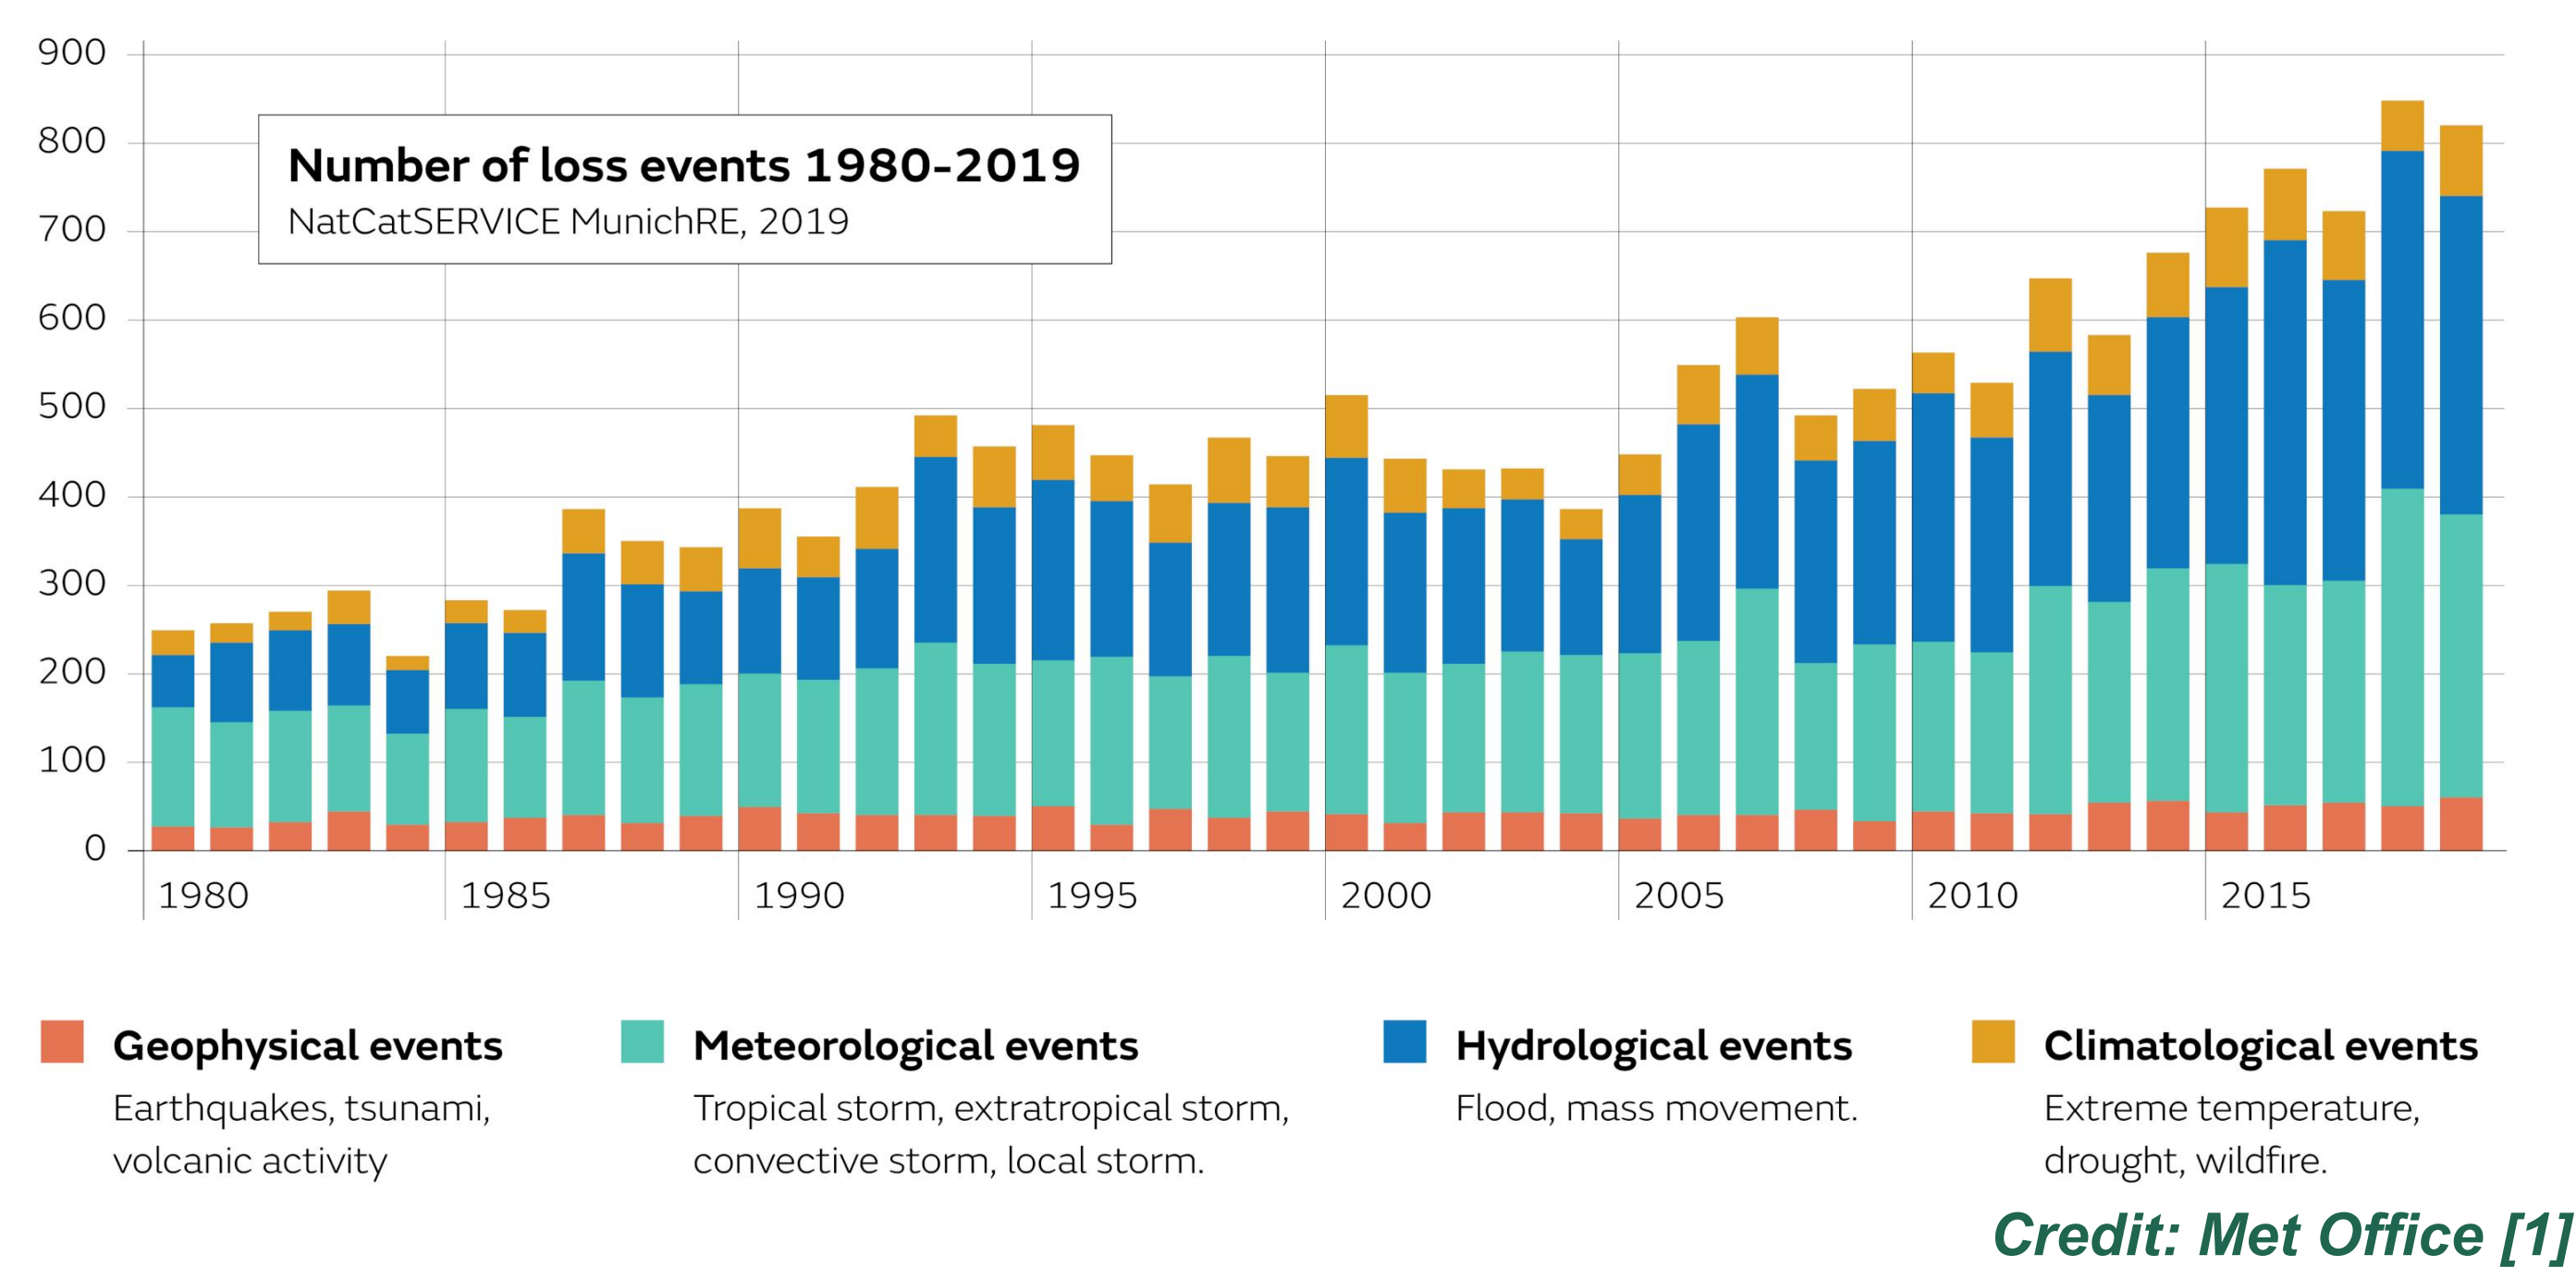 900
800
700
600
500
400
300
200
100
0
Number of loss events 1980-2019
NatCatSERVICE MunichRE, 2019
1980 1985 1990 1995 2000 2005 2010 2015
Geophysical events
Earthquakes, tsunami,
volcanic activity
Meteorological events
Tropical storm, extratropical storm,
convective storm, local storm.
Hydrological events
Flood, mass movement.
Climatological events
Extreme temperature,
drought, wildfire.
Credit: Met Office [1]